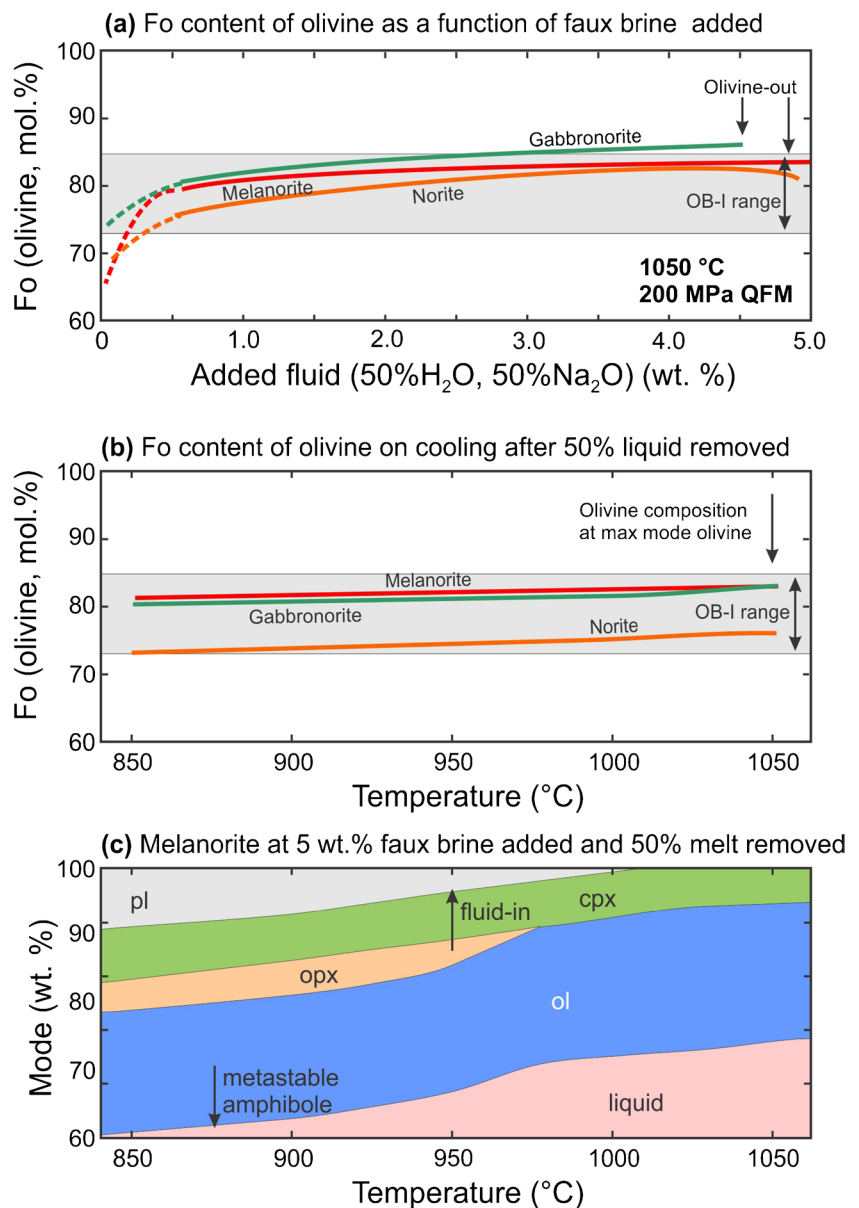 (a) Fo content of olivine as a function of faux brine added
100
90
80
70
60
Fo (olivine, mol.%)
Olivine-out
Gabbronorite
Melanorite
Norite
OB-I range
1050 °C
200 MPa QFM
0 1.0 2.0 3.0 4.0 5.0
Added fluid (50%H₂O, 50%Na₂O) (wt. %)
(b) Fo content of olivine on cooling after 50% liquid removed
100
90
80
70
60
Fo (olivine, mol.%)
Olivine composition
at max mode olivine
Melanorite
Gabbronorite
Norite
OB-I range
850 900 950 1000 1050
Temperature (°C)
(c) Melanorite at 5 wt.% faux brine added and 50% melt removed
100
90
80
70
60
Mode (wt. %)
pl
fluid-in
cpx
opx
ol
metastable
amphibole
liquid
850 900 950 1000 1050
Temperature (°C)